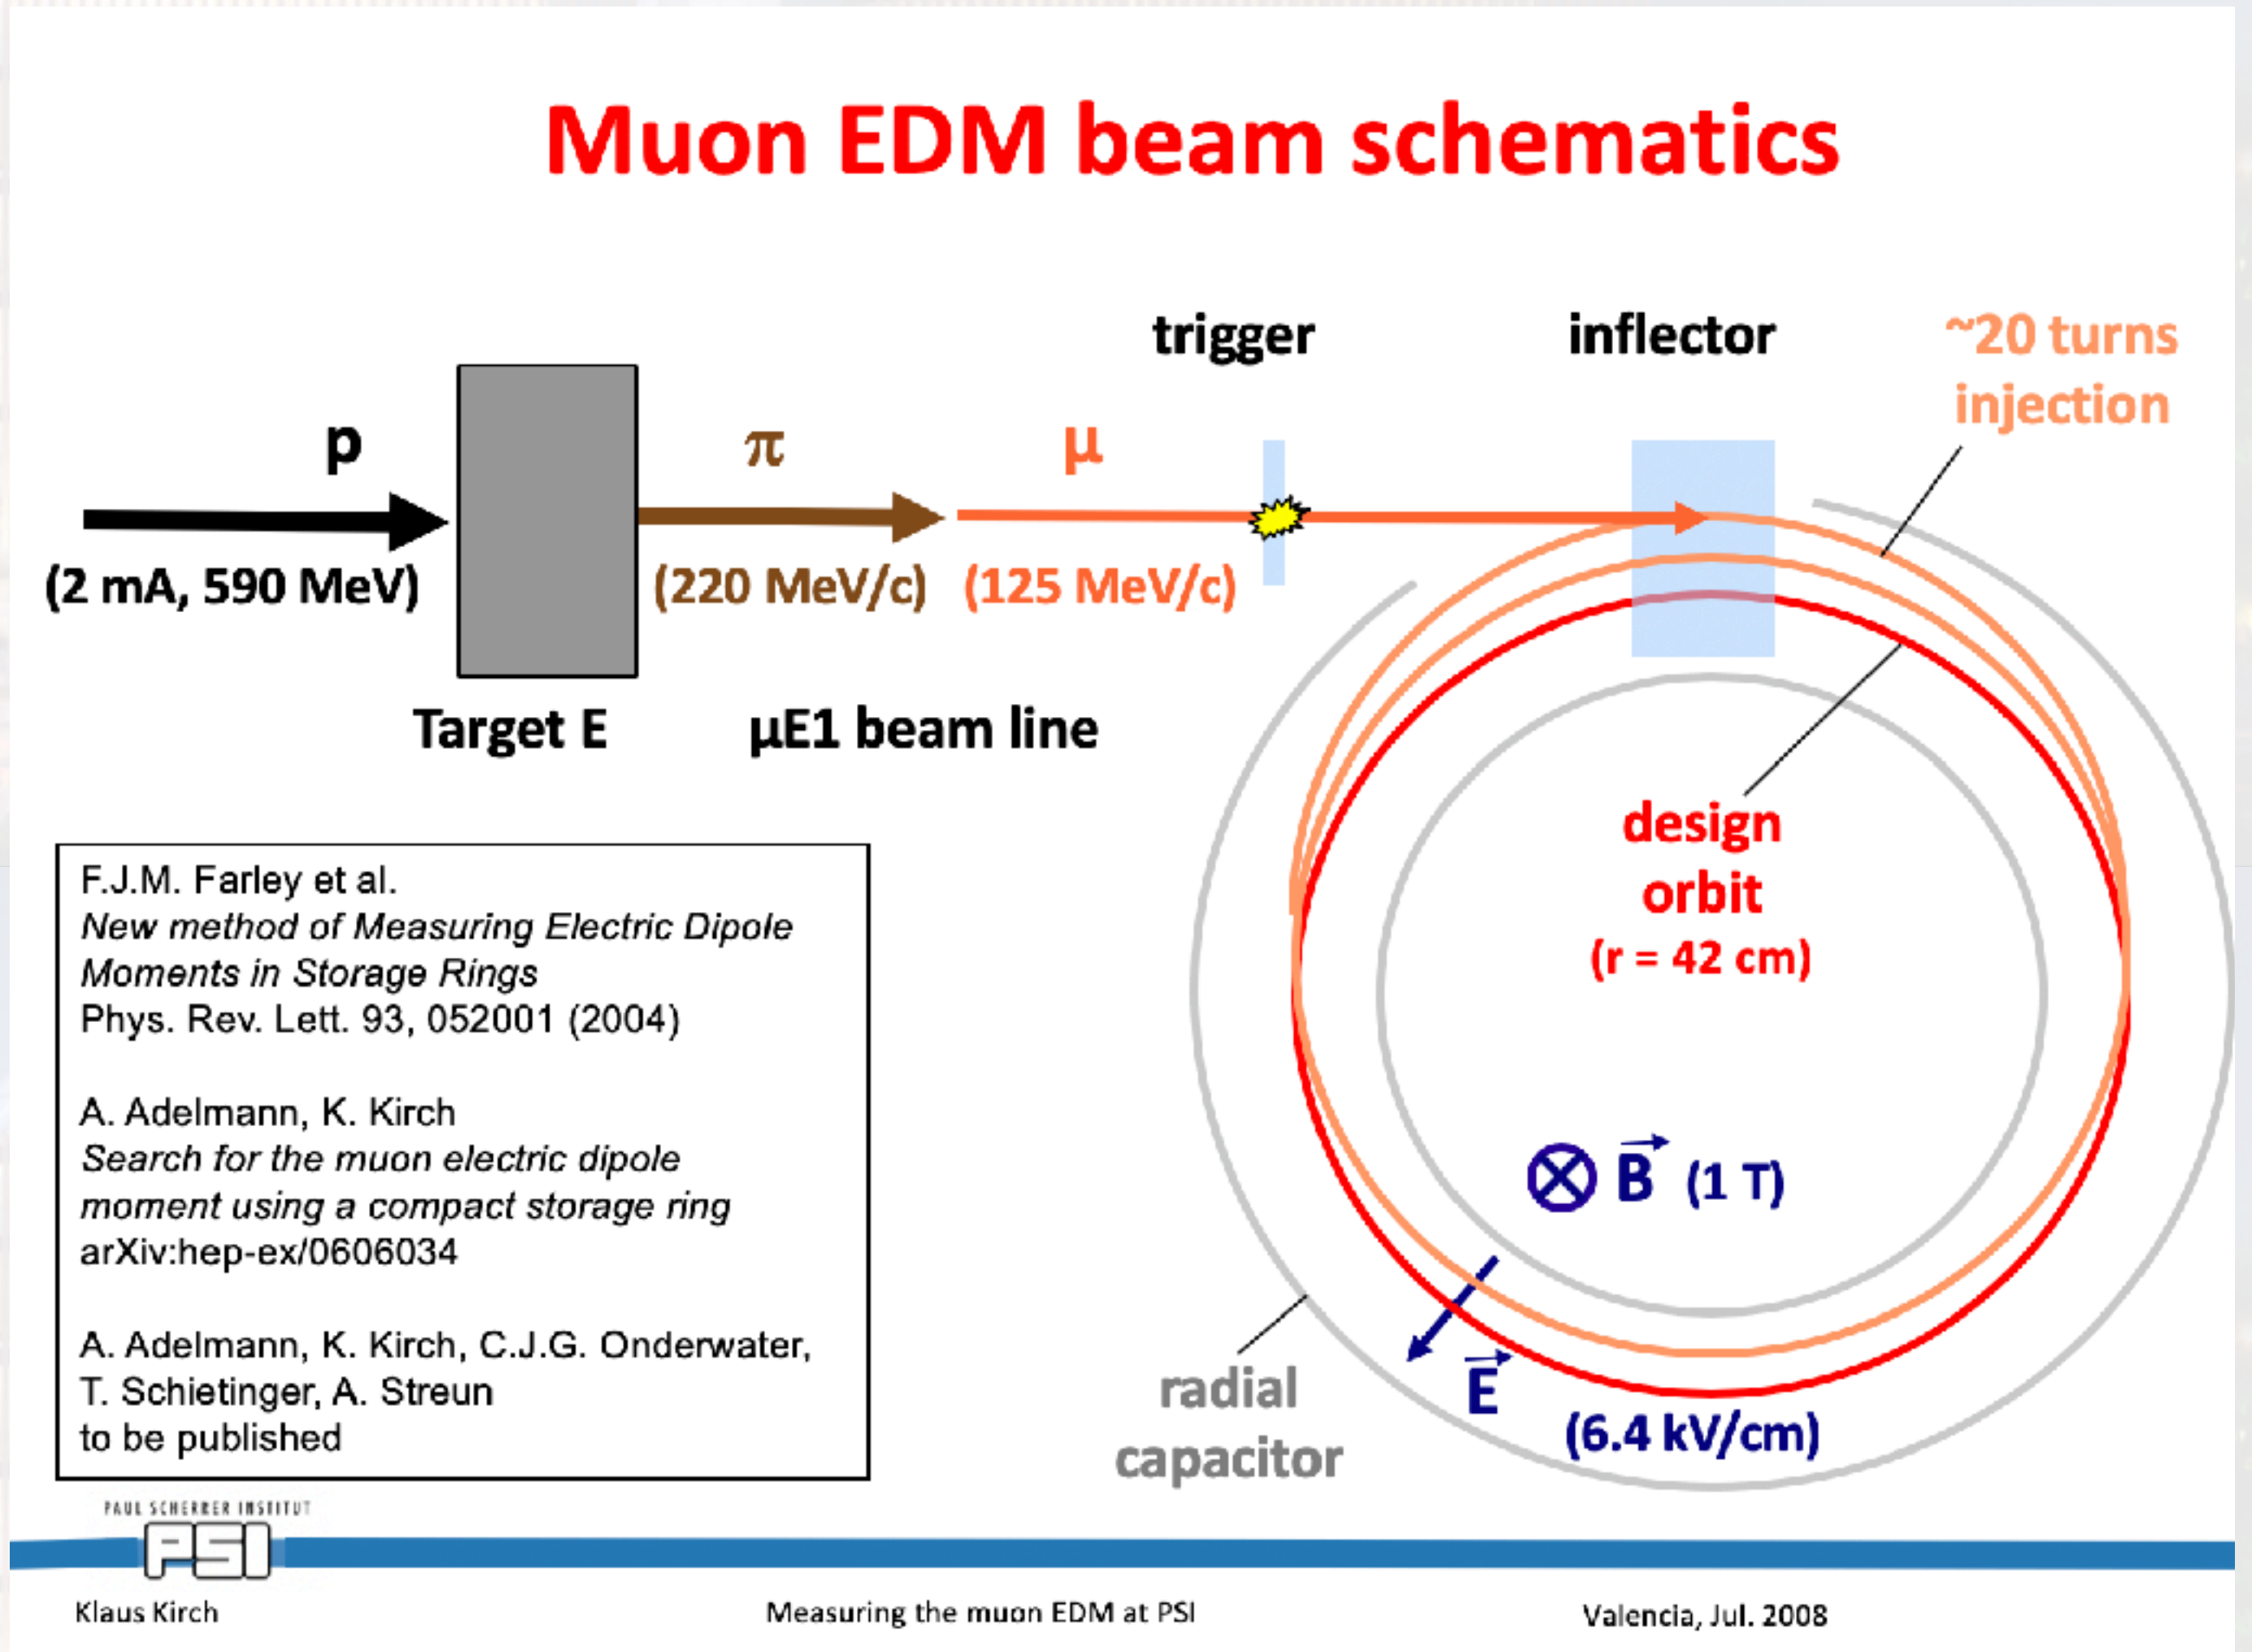 Muon EDM beam schematics
trigger
inflector
~20 turns
injection
p
π
μ
(2 mA, 590 MeV)
(220 MeV/c)
(125 MeV/c)
Target E
μE1 beam line
design
orbit
(r = 42 cm)
B (1 T)
E
(6.4 kV/cm)
radial
capacitor
F.J.M. Farley et al.
New method of Measuring Electric Dipole
Moments in Storage Rings
Phys. Rev. Lett. 93, 052001 (2004)
A. Adelmann, K. Kirch
Search for the muon electric dipole
moment using a compact storage ring
arXiv:hep-ex/0606034
A. Adelmann, K. Kirch, C.J.G. Onderwater,
T. Schietinger, A. Streun
to be published
PAUL SCHERRER INSTITUT
PSI
Klaus Kirch
Measuring the muon EDM at PSI
Valencia, Jul. 2008